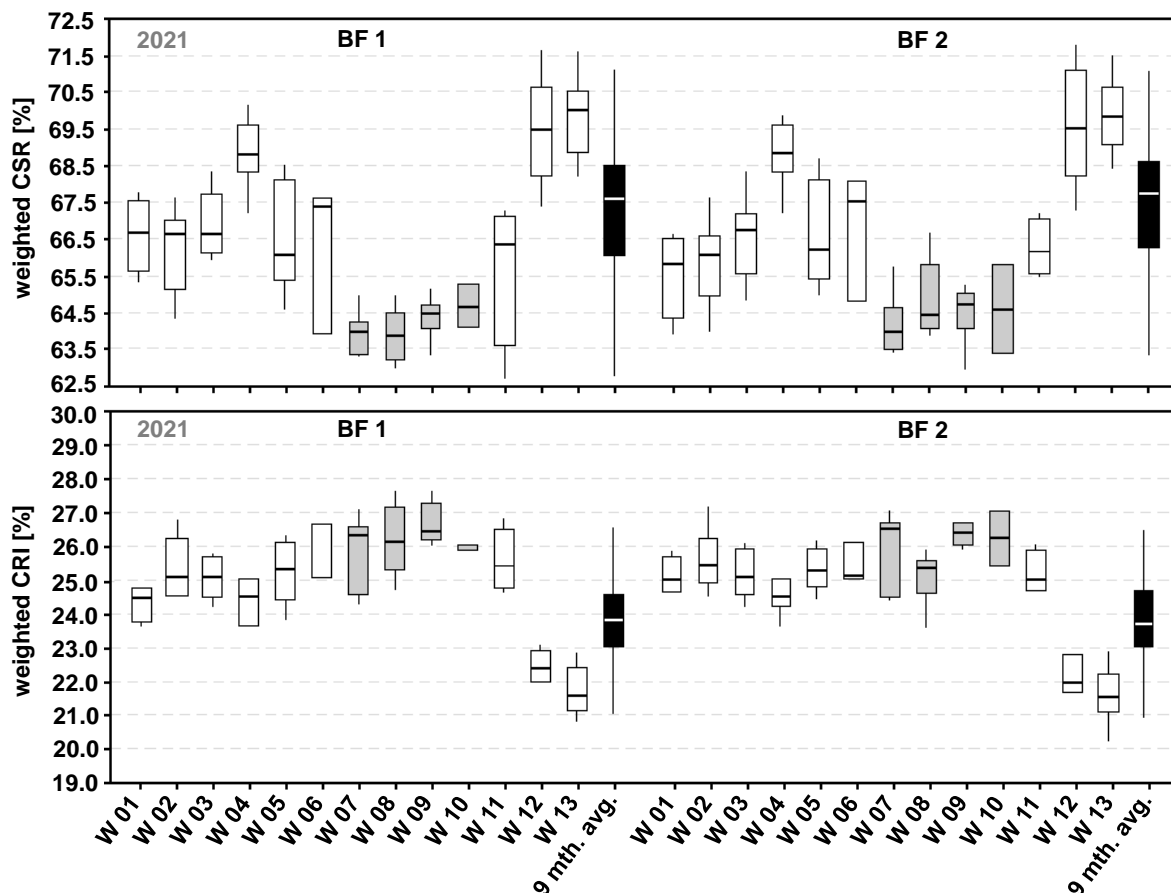 2021 BF 1 BF 2
weighted CSR [%]
72.5
71.5
70.5
69.5
68.5
67.5
66.5
65.5
64.5
63.5
62.5
2021 BF 1 BF 2
weighted CRI [%]
30.0
29.0
28.0
27.0
26.0
25.0
24.0
23.0
22.0
21.0
20.0
19.0
W 01
W 02
W 03
W 04
W 05
W 06
W 07
W 08
W 09
W 10
W 11
W 12
W 13
9 mth. avg.
W 01
W 02
W 03
W 04
W 05
W 06
W 07
W 08
W 09
W 10
W 11
W 12
W 13
9 mth. avg.